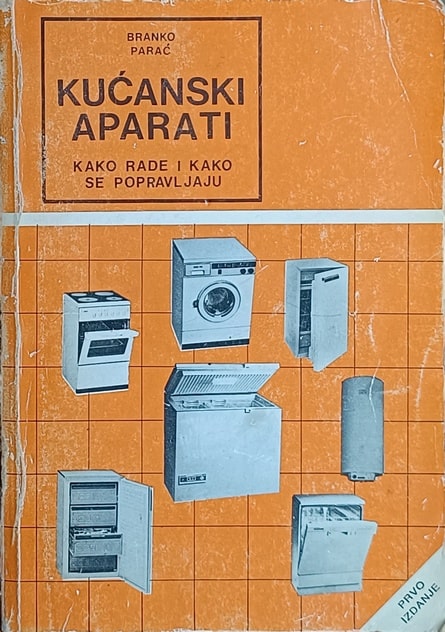 BRANKO
PARAĆ
KUĆANSKI
APARATI
KAKO RADE I KAKO
SE POPRAVLJAJU
PRVO
IZDANJE